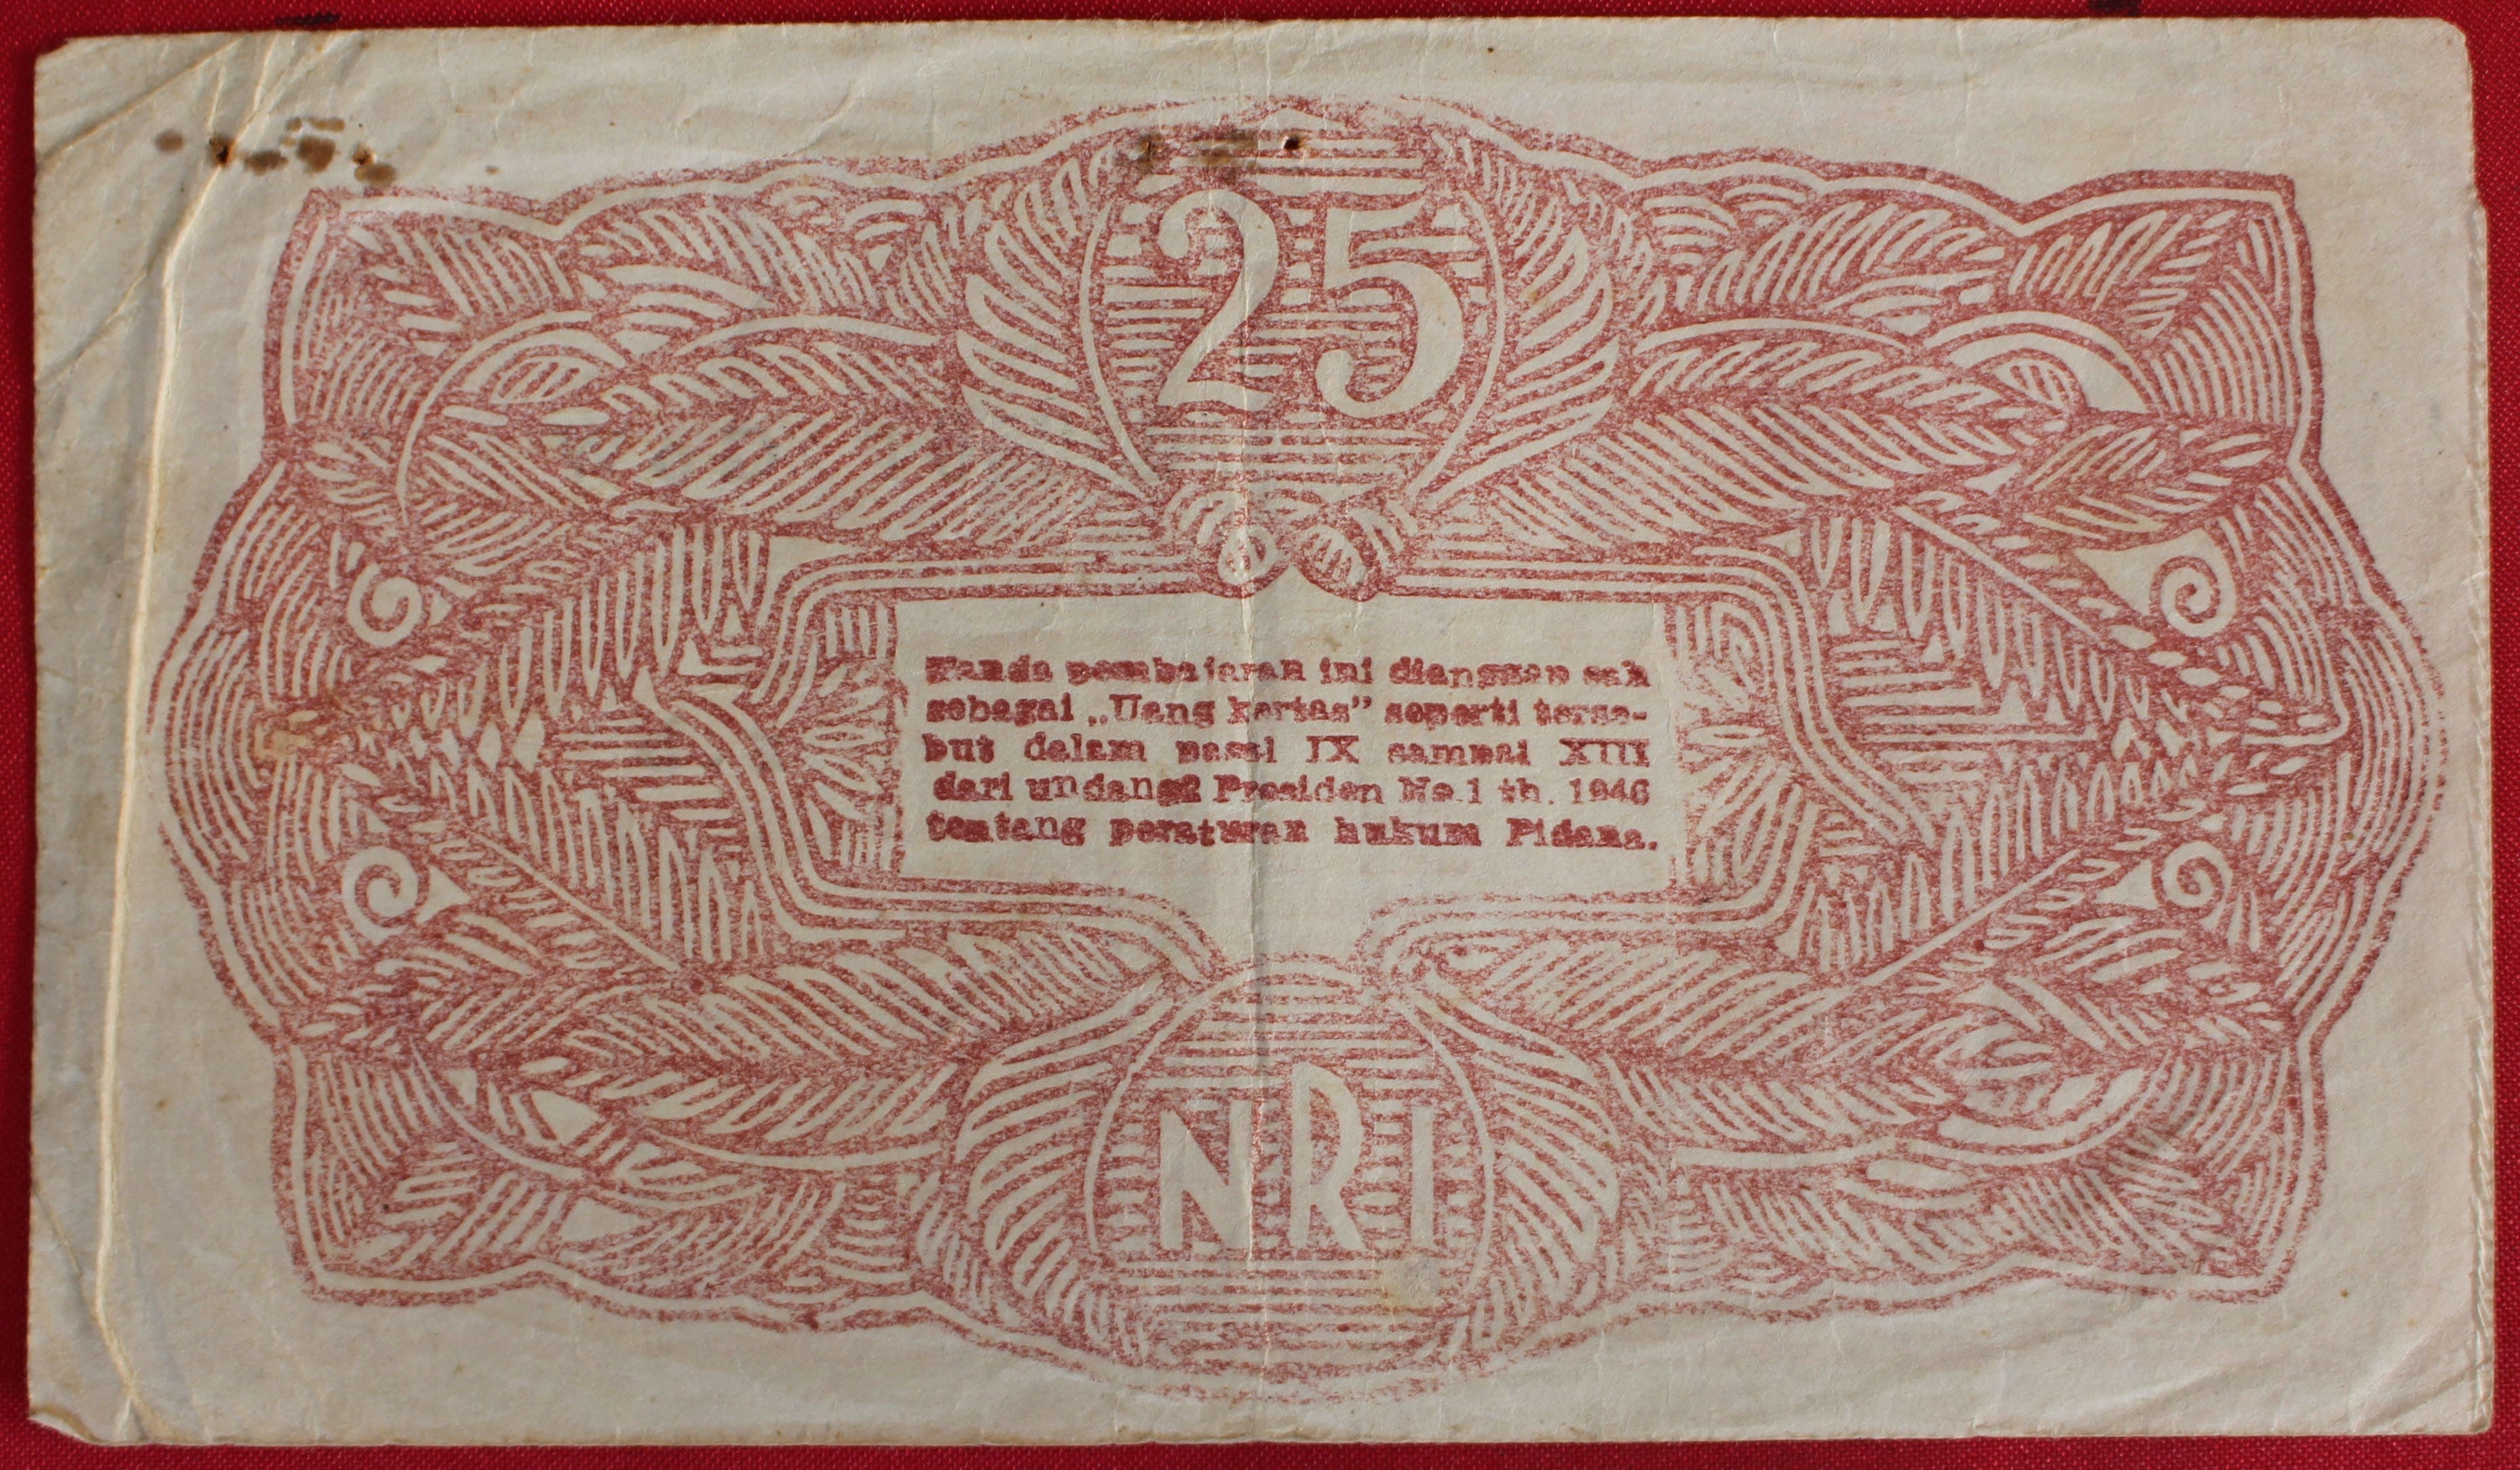 25
Tanda pembajaran ini dianggap sah
sebagai „Uang kertas” seperti terse-
but dalam pasal IX sampai XIII
dari undang2 Presiden No.1 th. 1946
tentang peraturan hukum Pidana.
NRI